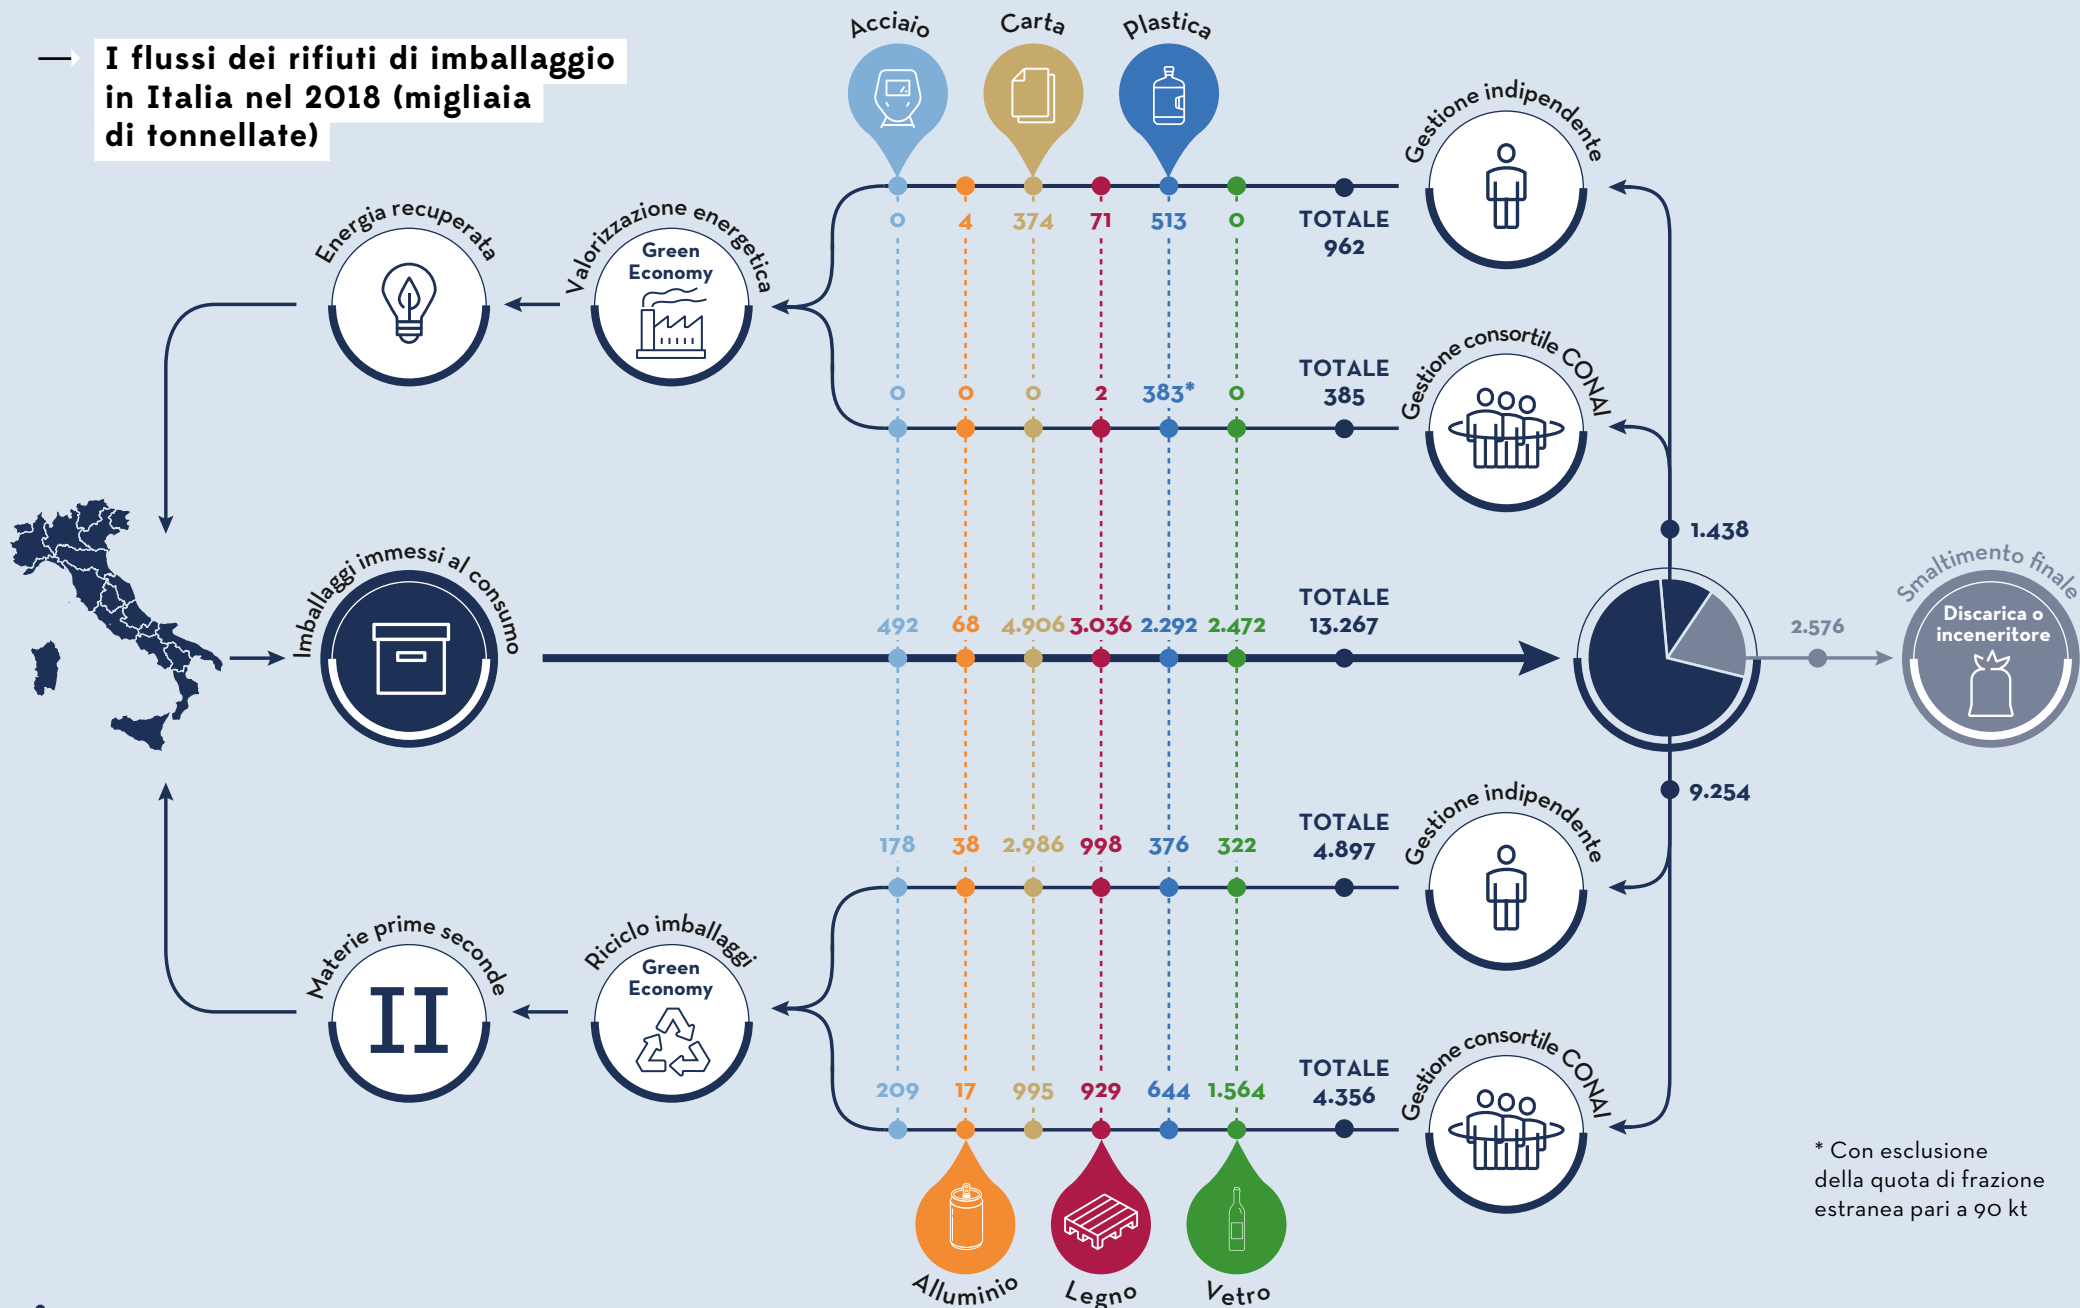 I flussi dei rifiuti di imballaggio
in Italia nel 2018 (migliaia
di tonnellate)
Acciaio
Carta
Plastica
Gestione indipendente
0 4 374 71 513 0
TOTALE
962
Energia recuperata
Valorizzazione energetica
Green
Economy
Gestione consortile CONAI
TOTALE
385
0 0 0 2 383* 0
1.438
Imballaggi immessi al consumo
TOTALE
13.267
492 68 4.906 3.036 2.292 2.472
2.576
Smaltimento finale
Discarica o
inceneritore
9.254
Gestione indipendente
TOTALE
4.897
178 38 2.986 998 376 322
Materie prime seconde
II
Riciclo imballaggi
Green
Economy
Gestione consortile CONAI
TOTALE
4.356
209 17 995 929 644 1.564
* Con esclusione
della quota di frazione
estranea pari a 90 kt
Alluminio
Legno
Vetro